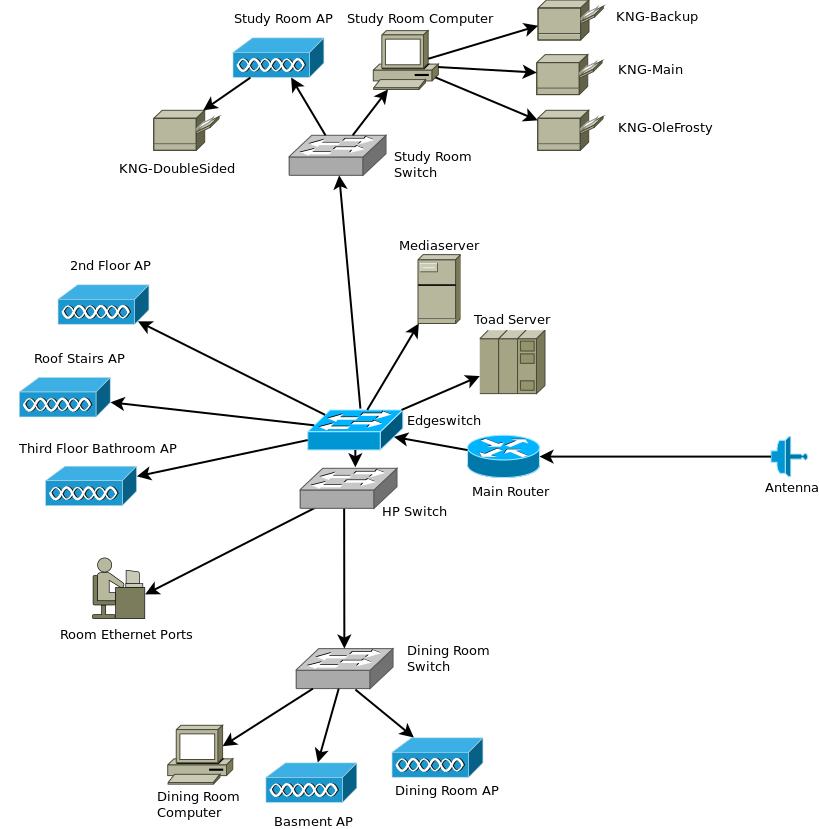 Study Room AP
Study Room Computer
KNG-Backup
KNG-Main
KNG-OleFrosty
KNG-DoubleSided
Study Room
Switch
Mediaserver
2nd Floor AP
Toad Server
Roof Stairs AP
Edgeswitch
Third Floor Bathroom AP
Main Router
Antenna
HP Switch
Room Ethernet Ports
Dining Room
Switch
Dining Room
Computer
Dining Room AP
Basment AP